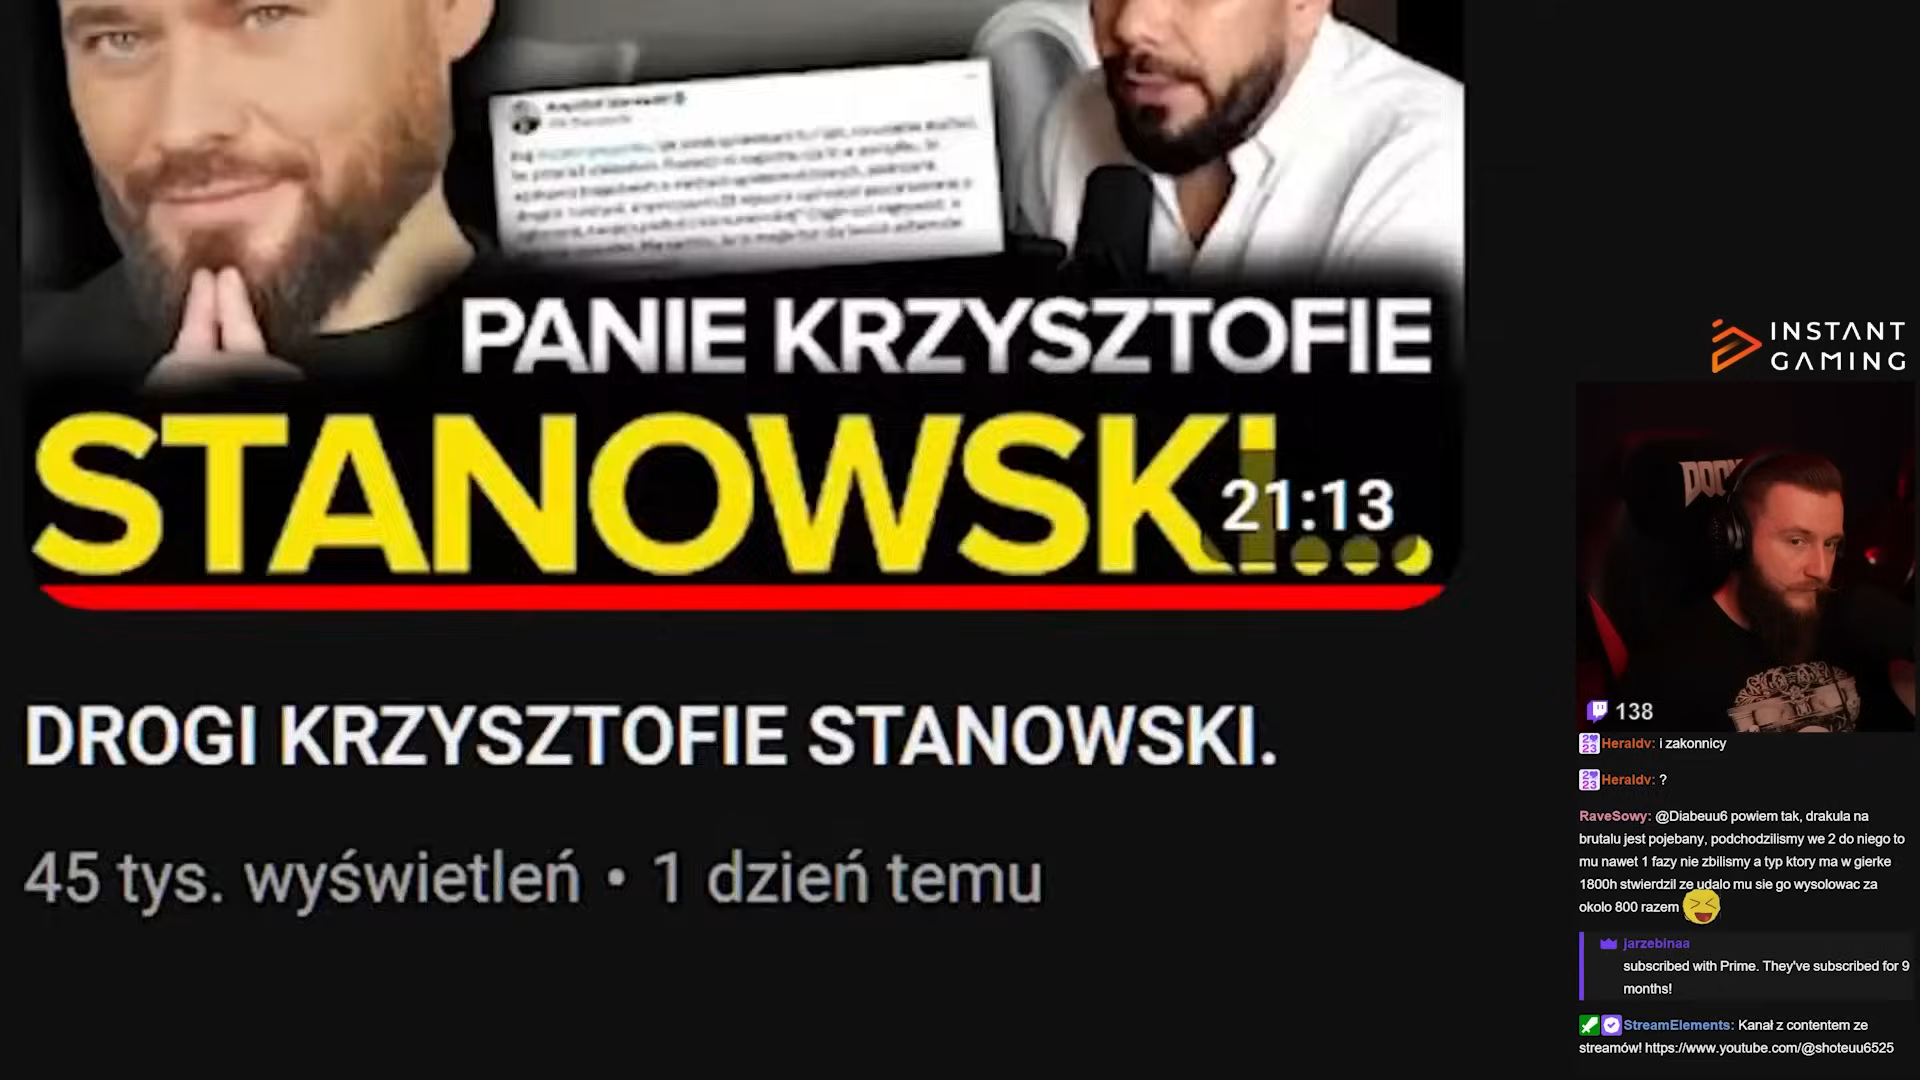 PANIE KRZYSZTOFIE
STANOWSKI...
21:13
DROGI KRZYSZTOFIE STANOWSKI.
45 tys. wyświetleń • 1 dzień temu
INSTANT
GAMING
138
Heraldv: i zakonnicy
Heraldv: ?
RaveSowy: @Diabeuu6 powiem tak, drakula na
brutalu jest pojebany, podchodzilismy we 2 do niego to
mu nawet 1 fazy nie zbilismy a typ ktory ma w gierke
1800h stwierdzil ze udalo mu sie go wysolowac za
okolo 800 razem
jarzebinaa
subscribed with Prime. They've subscribed for 9
months!
StreamElements: Kanał z contentem ze
streamów! https://www.youtube.com/@shoteuu6525